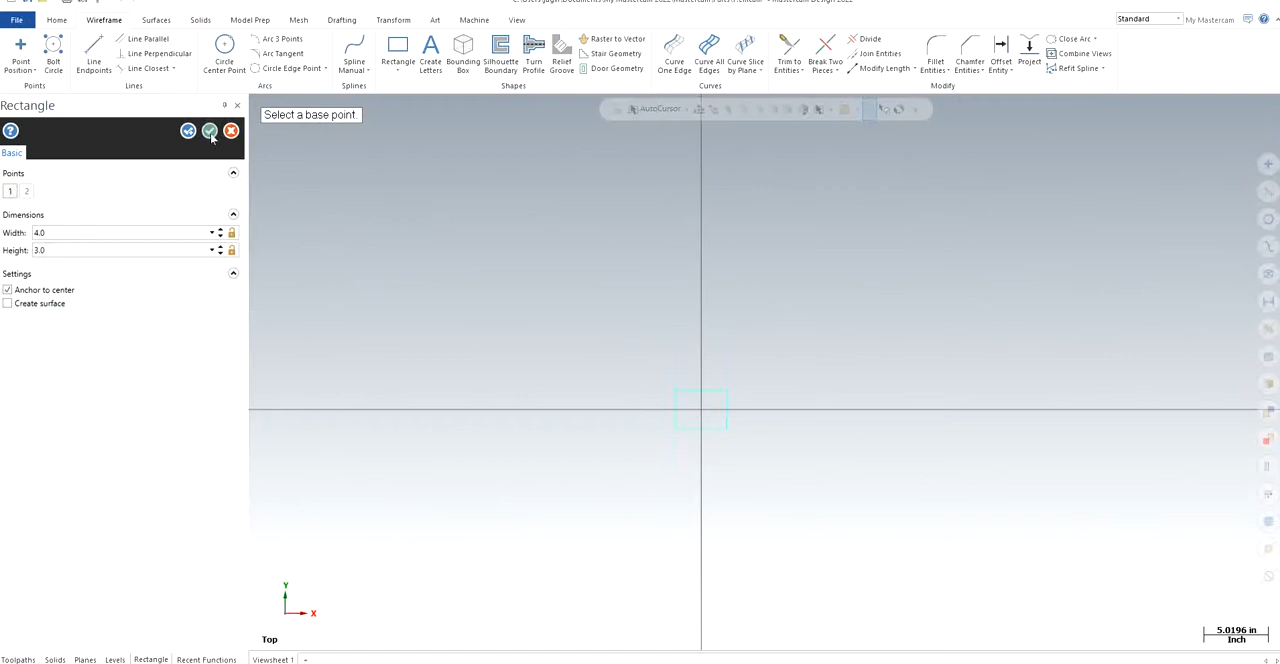 File Home Wireframe Surfaces Solids Model Prep Mesh Drafting Transform Art Machine View Standard My Mastercam
Point Position Bolt Circle Line Endpoints Line Parallel Line Perpendicular Line Closest Circle Center Point Arc 3 Points Arc Tangent Circle Edge Point Spline Manual Rectangle Create Letters Bounding Box Silhouette Boundary Turn Profile Relief Groove Raster to Vector Stair Geometry Door Geometry Curve One Edge Curve All Edges Curve Slice by Plane Trim to Entities Break Two Pieces Divide Join Entities Modify Length Fillet Entities Chamfer Entities Offset Entity Project Close Arc Combine Views Refit Spline
Points Lines Arcs Splines Shapes Curves Modify
Rectangle
Select a base point.
AutoCursor
Basic
Points
1 2
Dimensions
Width: 4.0
Height: 3.0
Settings
Anchor to center
Create surface
Y
X
Top
5.0196 in
Inch
Toolpaths Solids Planes Levels Rectangle Recent Functions Viewsheet 1 +